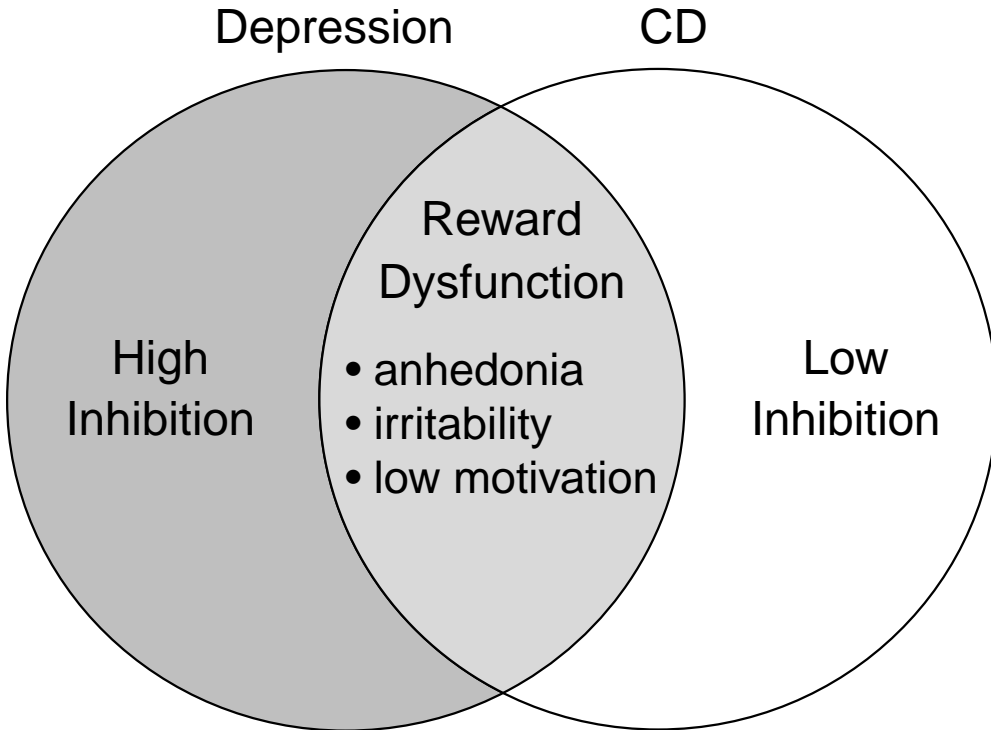 Depression
CD
Reward
Dysfunction
High
Inhibition
• anhedonia
• irritability
• low motivation
Low
Inhibition